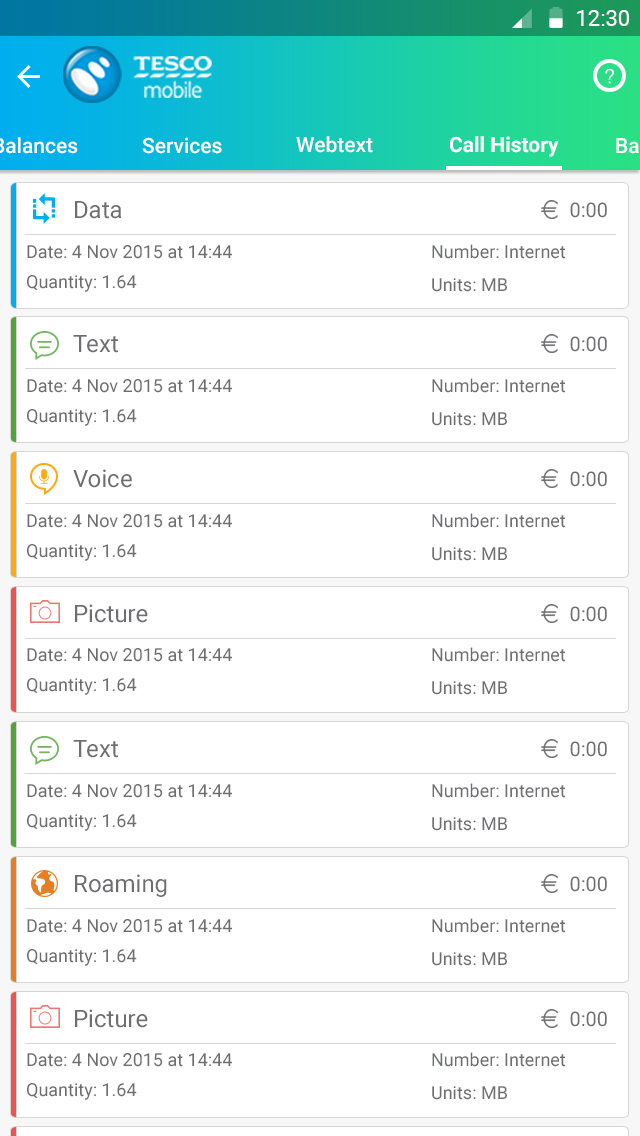 12:30
TESCO
mobile
?
Balances Services Webtext Call History Ba
Data € 0:00
Date: 4 Nov 2015 at 14:44 Number: Internet
Quantity: 1.64 Units: MB
Text € 0:00
Date: 4 Nov 2015 at 14:44 Number: Internet
Quantity: 1.64 Units: MB
Voice € 0:00
Date: 4 Nov 2015 at 14:44 Number: Internet
Quantity: 1.64 Units: MB
Picture € 0:00
Date: 4 Nov 2015 at 14:44 Number: Internet
Quantity: 1.64 Units: MB
Text € 0:00
Date: 4 Nov 2015 at 14:44 Number: Internet
Quantity: 1.64 Units: MB
Roaming € 0:00
Date: 4 Nov 2015 at 14:44 Number: Internet
Quantity: 1.64 Units: MB
Picture € 0:00
Date: 4 Nov 2015 at 14:44 Number: Internet
Quantity: 1.64 Units: MB